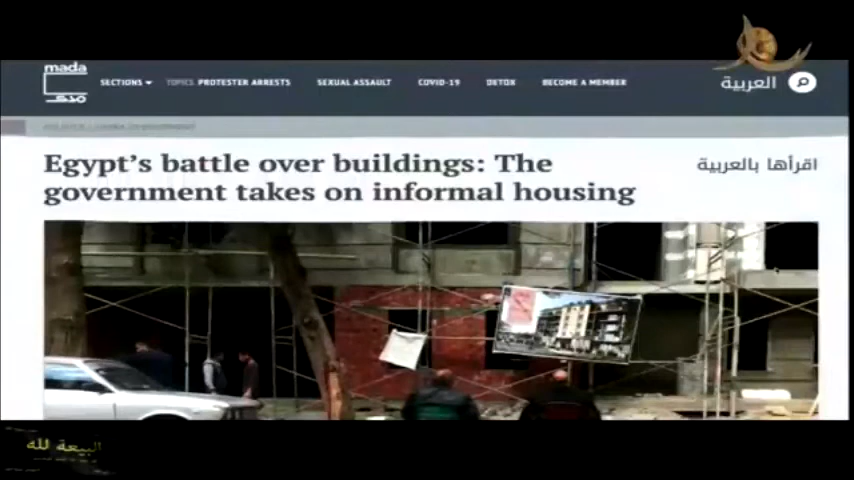 mada
مدى
SECTIONS TOPICS PROTESTER ARRESTS SEXUAL ASSAULT COVID-19 DETOX BECOME A MEMBER
العربية
Egypt's battle over buildings: The
government takes on informal housing
اقرأها بالعربية
البيعة لله